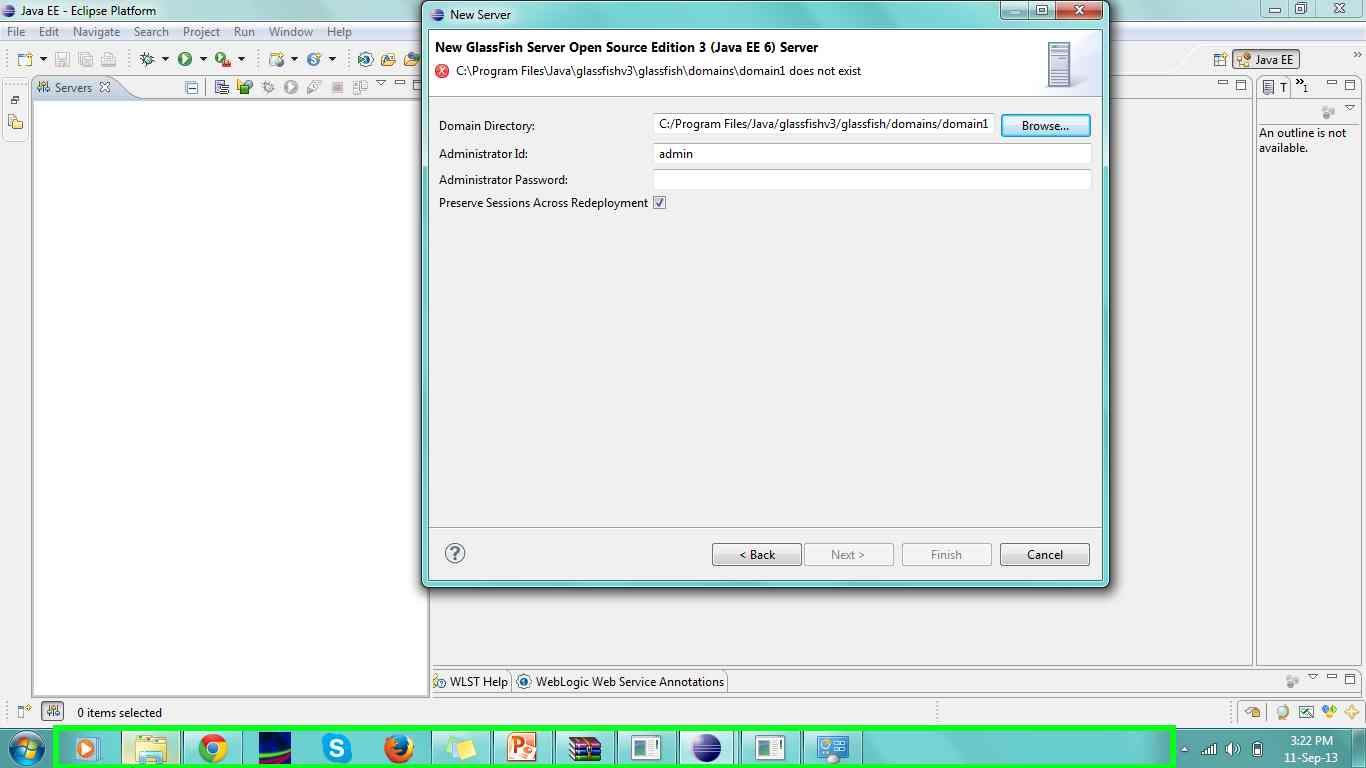 Java EE - Eclipse Platform
File Edit Navigate Search Project Run Window Help
Java EE
Servers
T
1
An outline is not
available.
New Server
New GlassFish Server Open Source Edition 3 (Java EE 6) Server
C:\Program Files\Java\glassfishv3\glassfish\domains\domain1 does not exist
Domain Directory: C:/Program Files/Java/glassfishv3/glassfish/domains/domain1 Browse...
Administrator Id: admin
Administrator Password:
Preserve Sessions Across Redeployment
< Back Next > Finish Cancel
WLST Help WebLogic Web Service Annotations
0 items selected
3:22 PM
11-Sep-13